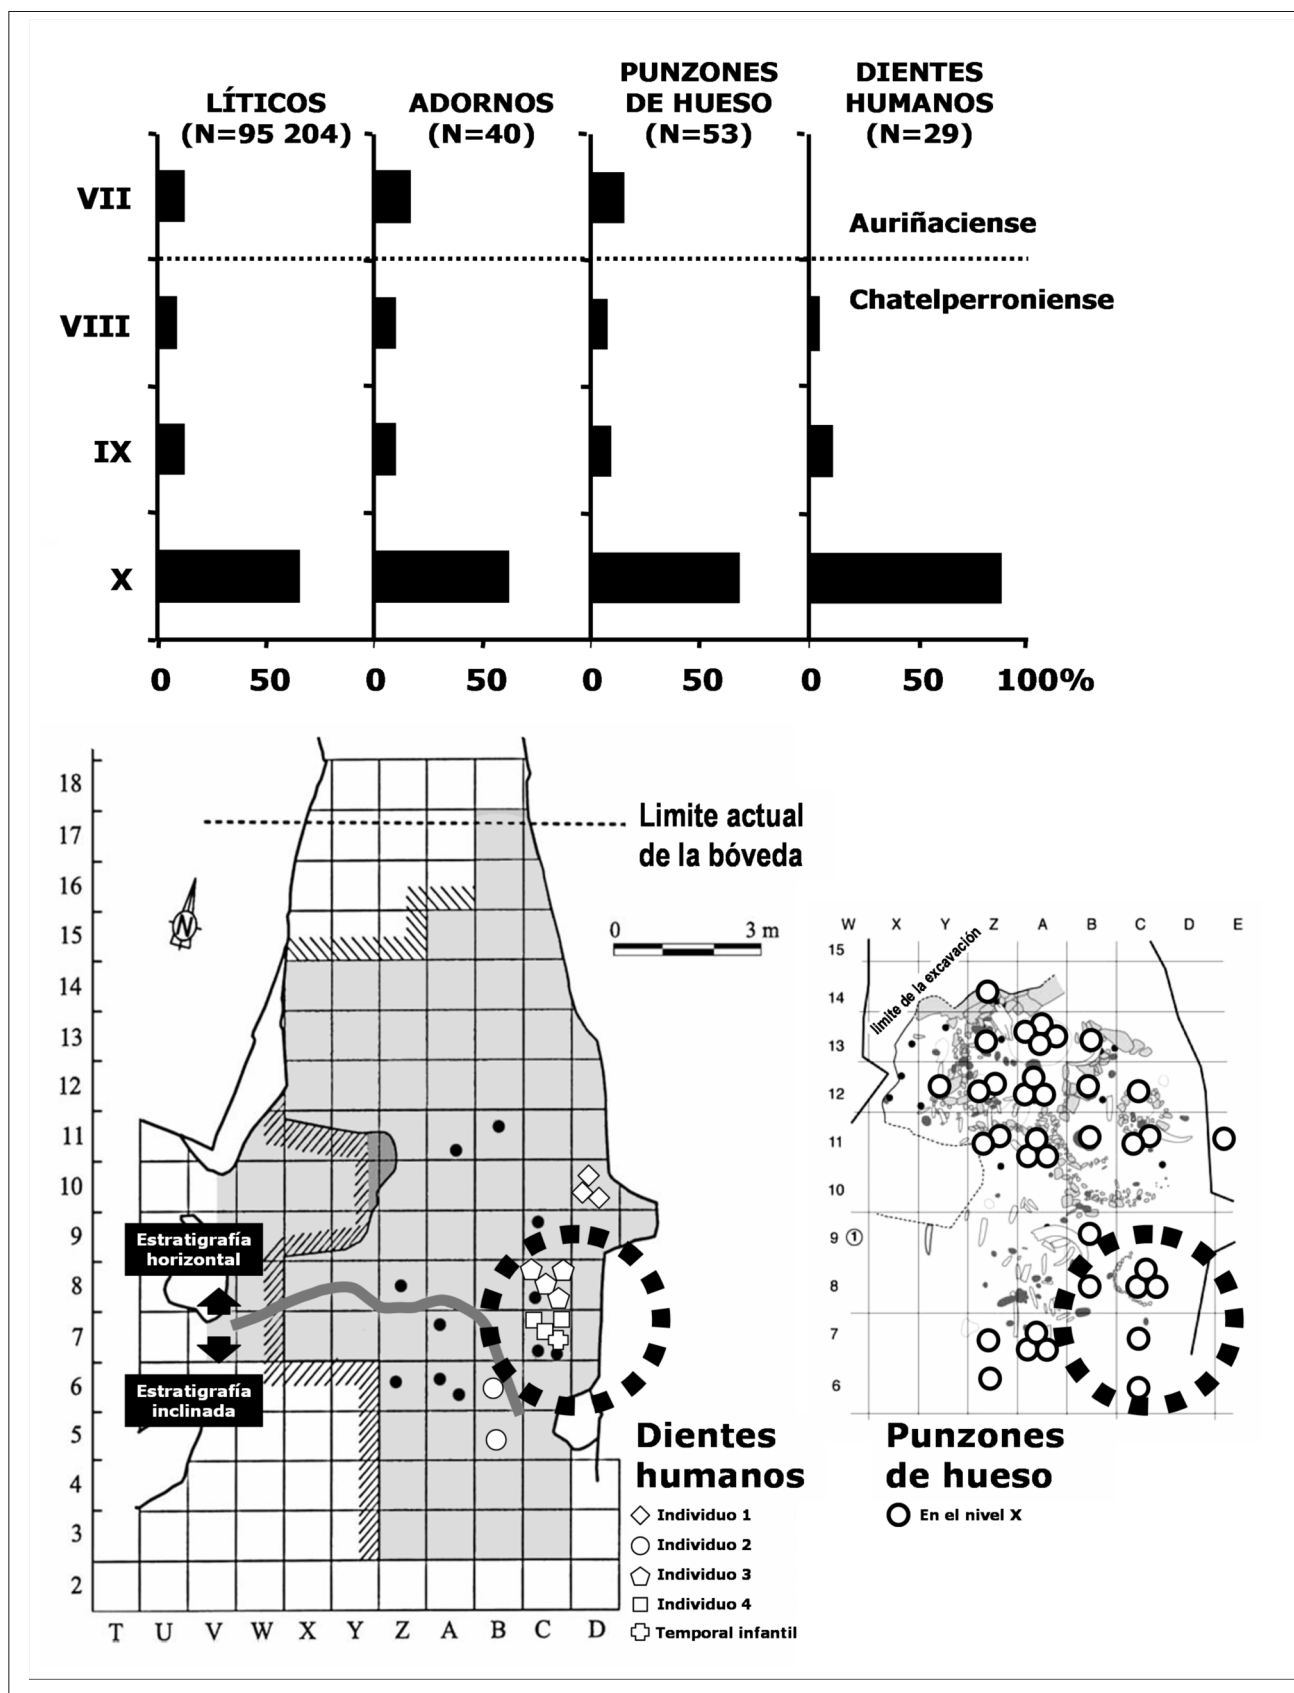 LÍTICOS
(N=95 204)
ADORNOS
(N=40)
PUNZONES
DE HUESO
(N=53)
DIENTES
HUMANOS
(N=29)
VII
VIII
IX
X
Auriñaciense
Chatelperroniense
0 50 0 50 0 50 0 50 100%
18
17
16
15
14
13
12
11
10
9
8
7
6
5
4
3
2
T U V W X Y Z A B C D
Limite actual
de la bóveda
N
0 3 m
Estratigrafía
horizontal
Estratigrafía
inclinada
Dientes
humanos
Individuo 1
Individuo 2
Individuo 3
Individuo 4
Temporal infantil
W X Y Z A B C D E
limite de la excavación
15
14
13
12
11
10
9 1
8
7
6
Punzones
de hueso
En el nivel X